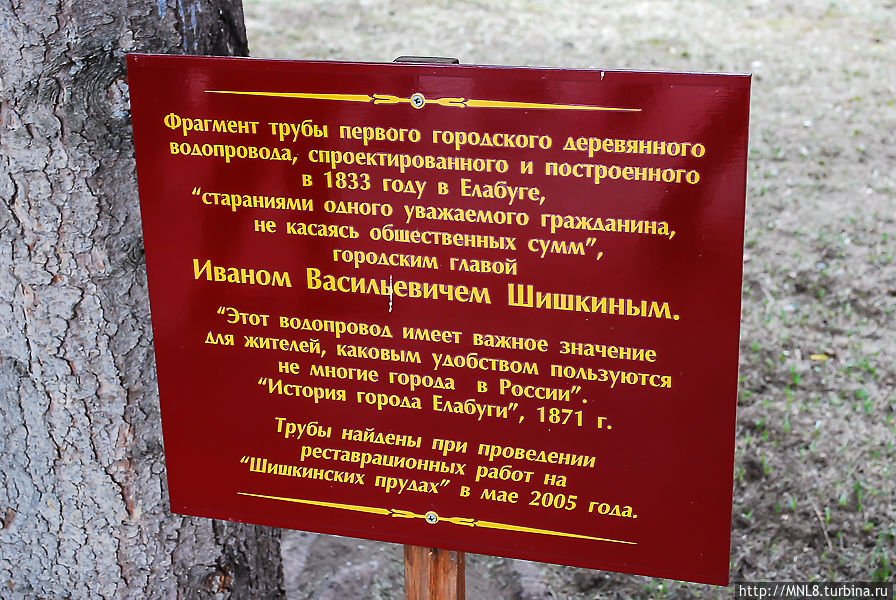 Фрагмент трубы первого городского деревянного
водопровода, спроектированного и построенного
в 1833 году в Елабуге,
“стараниями одного уважаемого гражданина,
не касаясь общественных сумм”,
городским главой
Иваном Васильевичем Шишкиным.
“Этот водопровод имеет важное значение
для жителей, каковым удобством пользуются
не многие города в России”.
“История города Елабуги”, 1871 г.
Трубы найдены при проведении
реставрационных работ на
“Шишкинских прудах” в мае 2005 года.
http://MNL8.turbina.ru